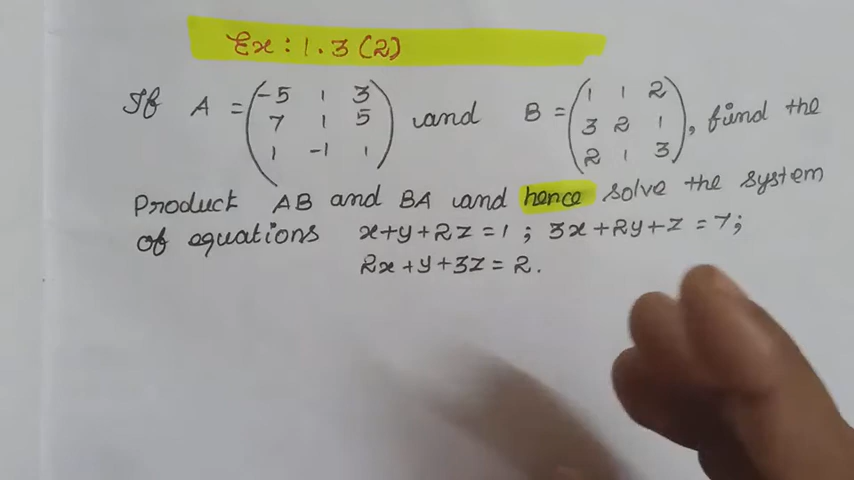 Ex : 1.3 (2)
If A = (-5 1 3 7 1 5 1 -1 1) and B = (1 1 2 3 2 1 2 1 3), find the
Product AB and BA and hence solve the system
of equations x+y+2z=1 ; 3x+2y+z=7;
2x+y+3z=2.